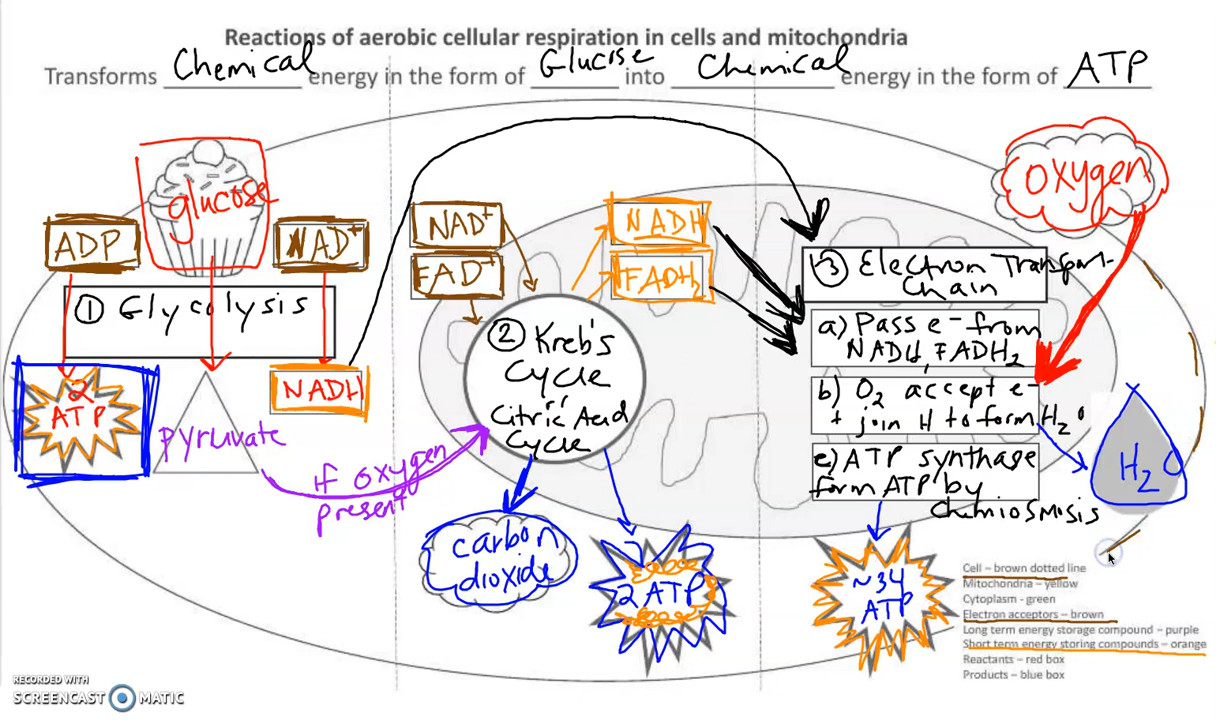 Reactions of aerobic cellular respiration in cells and mitochondria
Transforms Chemical energy in the form of Glucose into Chemical energy in the form of ATP
glucose
ADP
NAD+
① Glycolysis
2 ATP
pyruvate
NADH
If oxygen present
NAD+
FAD+
NADH
FADH2
② Kreb's
Cycle
or
Citric Acid
Cycle
carbon
dioxide
2 ATP
oxygen
③ Electron Transport
Chain
a) Pass e- from
NADH, FADH2
b) O2 accept e-
+ join H to form H2O
c) ATP synthase
form ATP by
chemiosmosis
H2O
~34
ATP
Cell – brown dotted line
Mitochondria – yellow
Cytoplasm - green
Electron acceptors – brown
Long term energy storage compound – purple
Short term energy storing compounds – orange
Reactants – red box
Products – blue box
RECORDED WITH
SCREENCAST MATIC